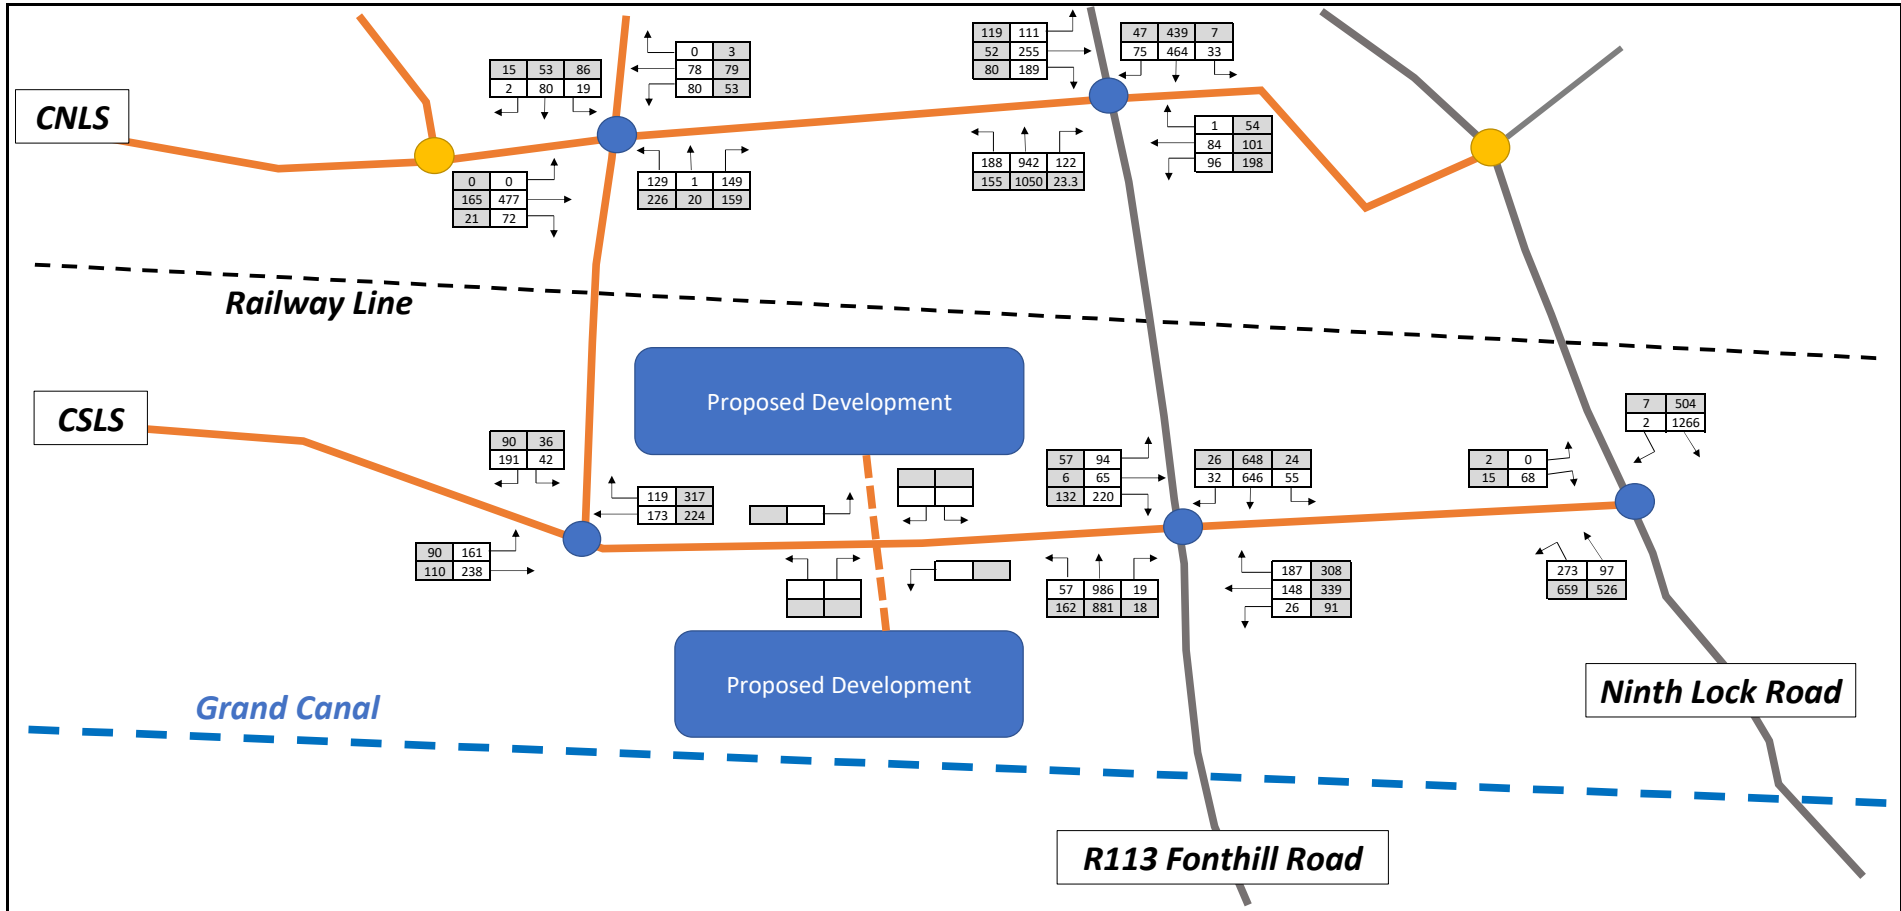 119 111
52 255
80 189
47 439 7
75 464 33
0 3
78 79
80 53
15 53 86
2 80 19
CNLS
1 54
84 101
96 198
188 942 122
155 1050 23.3
0 0
165 477
21 72
129 1 149
226 20 159
Railway Line
Proposed Development
CSLS
7 504
2 1266
90 36
191 42
57 94
6 65
132 220
26 648 24
32 646 55
2 0
15 68
119 317
173 224
90 161
110 238
57 986 19
162 881 18
187 308
148 339
26 91
273 97
659 526
Proposed Development
Ninth Lock Road
Grand Canal
R113 Fonthill Road